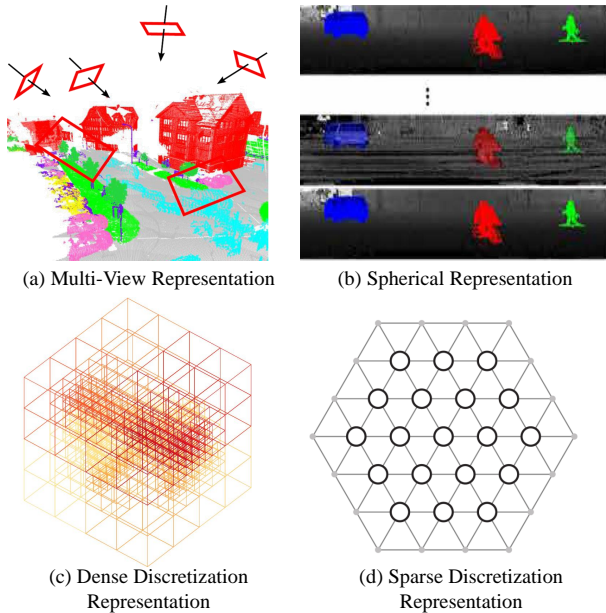 (a) Multi-View Representation
(b) Spherical Representation
(c) Dense Discretization
Representation
(d) Sparse Discretization
Representation